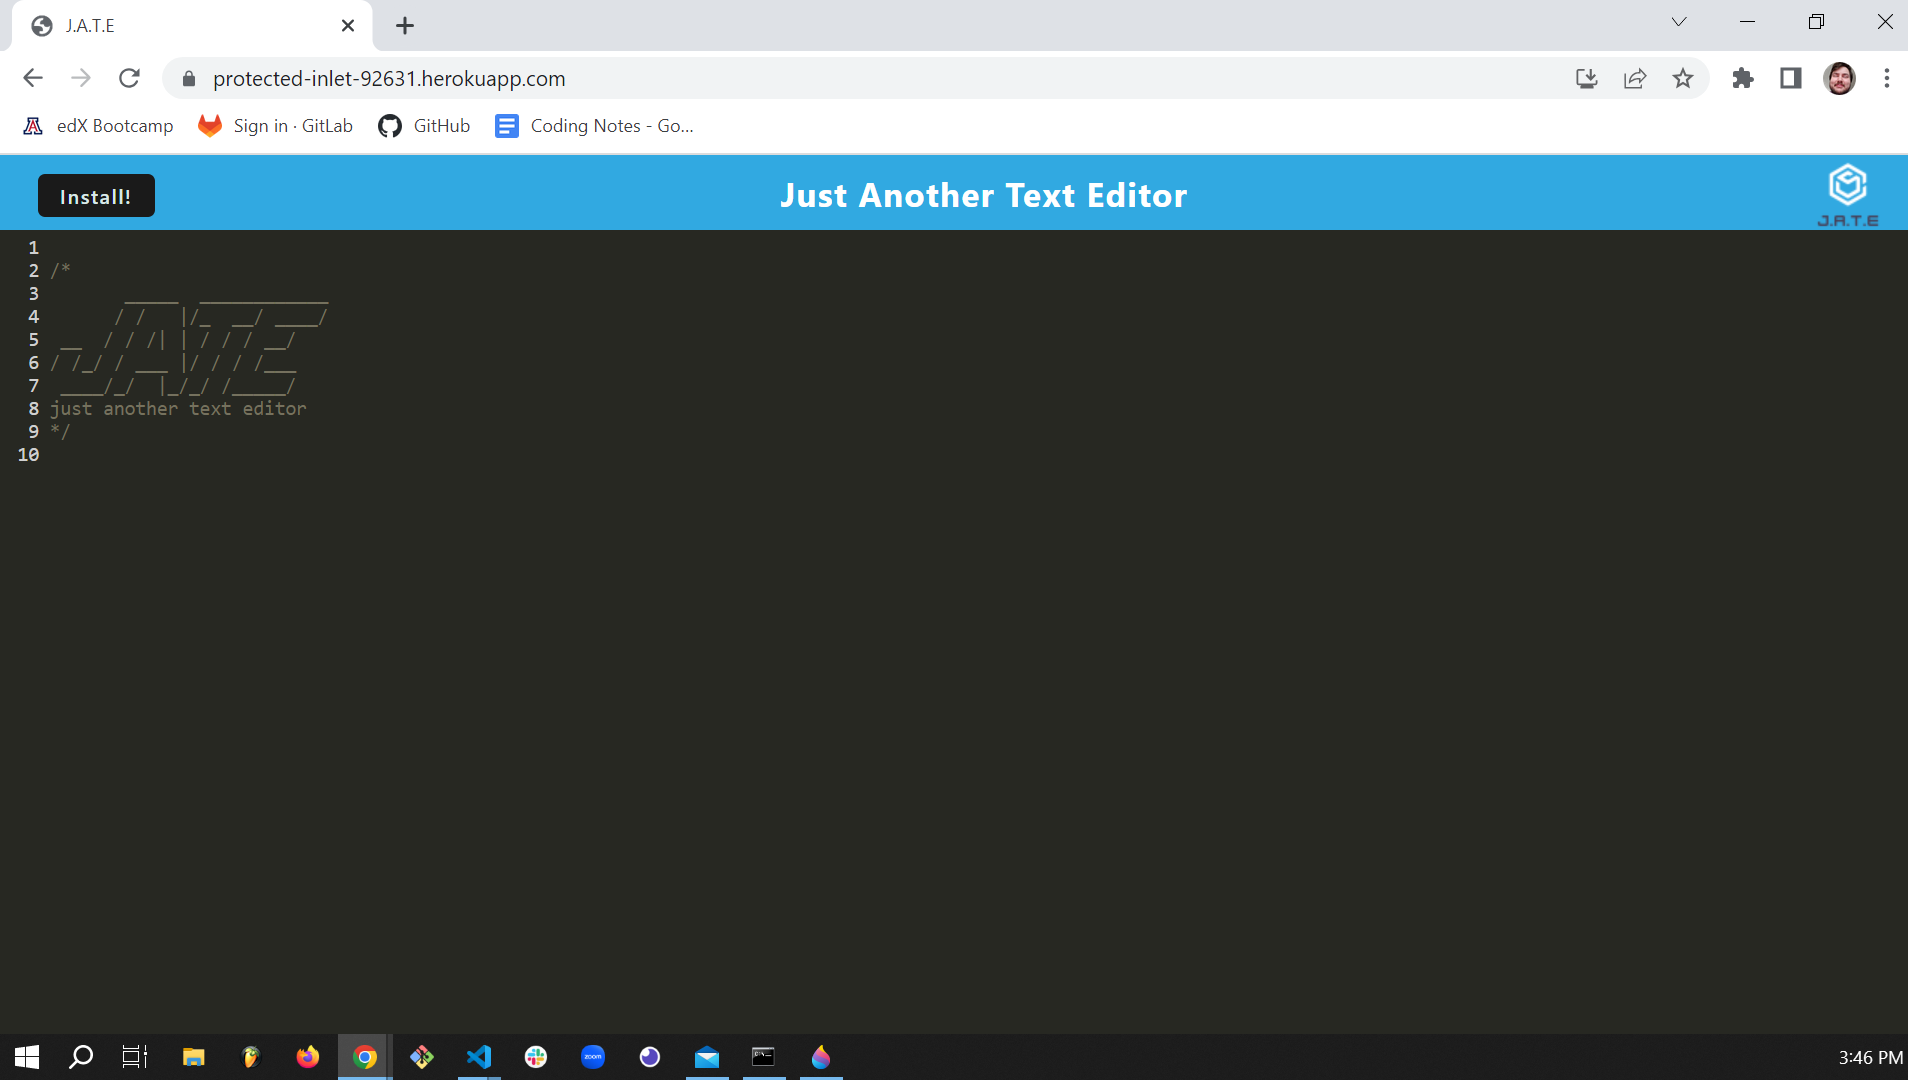 J.A.T.E
protected-inlet-92631.herokuapp.com
edX Bootcamp
Sign in · GitLab
GitHub
Coding Notes - Go...
Install!
Just Another Text Editor
J.A.T.E
1
2 /*
3        _____  ____________
4       / /   |/_  __/ ____/
5  __  / / /| | / / / __/
6 / /_/ / ___ |/ / / /___
7  ____/_/  |_/_/ /_____/
8 just another text editor
9 */
10
zoom
3:46 PM